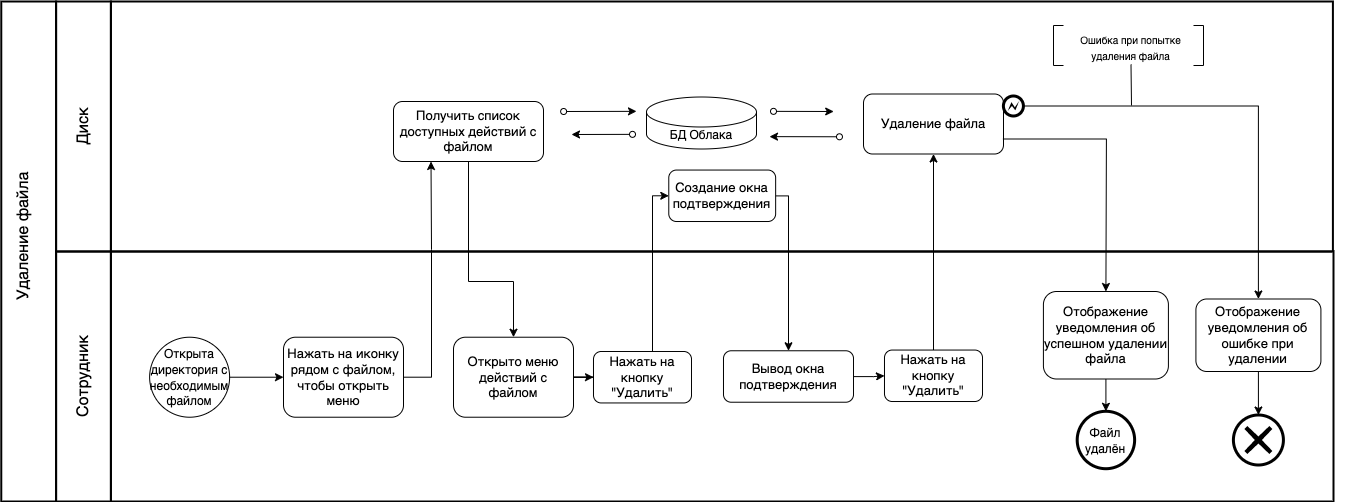 Удаление файла
Диск
Сотрудник
Ошибка при попытке
удаления файла
Получить список
доступных действий с
файлом
БД Облака
Удаление файла
Создание окна
подтверждения
Открыта
директория с
необходимым
файлом
Нажать на иконку
рядом с файлом,
чтобы открыть
меню
Открыто меню
действий с
файлом
Нажать на
кнопку
"Удалить"
Вывод окна
подтверждения
Нажать на
кнопку
"Удалить"
Отображение
уведомления об
успешном удалении
файла
Отображение
уведомления об
ошибке при
удалении
Файл
удалён